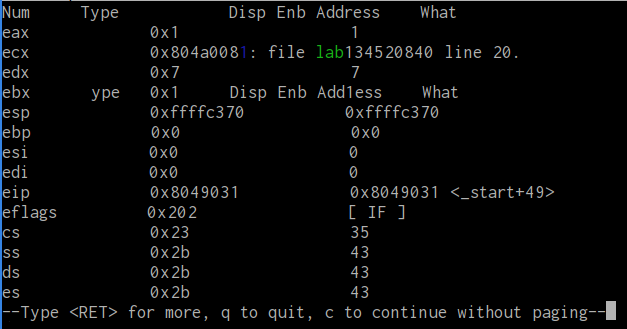 Num Type Disp Enb Address What
eax 0x1 1
ecx 0x804a0081: file lab134520840 line 20.
edx 0x7 7
ebx ype 0x1 Disp Enb Add1ess What
esp 0xffffc370 0xffffc370
ebp 0x0 0x0
esi 0x0 0
edi 0x0 0
eip 0x8049031 0x8049031 <_start+49>
eflags 0x202 [ IF ]
cs 0x23 35
ss 0x2b 43
ds 0x2b 43
es 0x2b 43
--Type <RET> for more, q to quit, c to continue without paging--